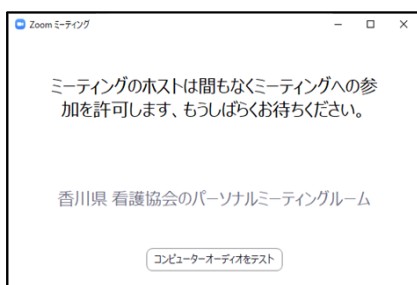 Zoom ミーティング
ミーティングのホストは間もなくミーティングへの参
加を許可します、もうしばらくお待ちください。
香川県 看護協会のパーソナルミーティングルーム
コンピューターオーディオをテスト